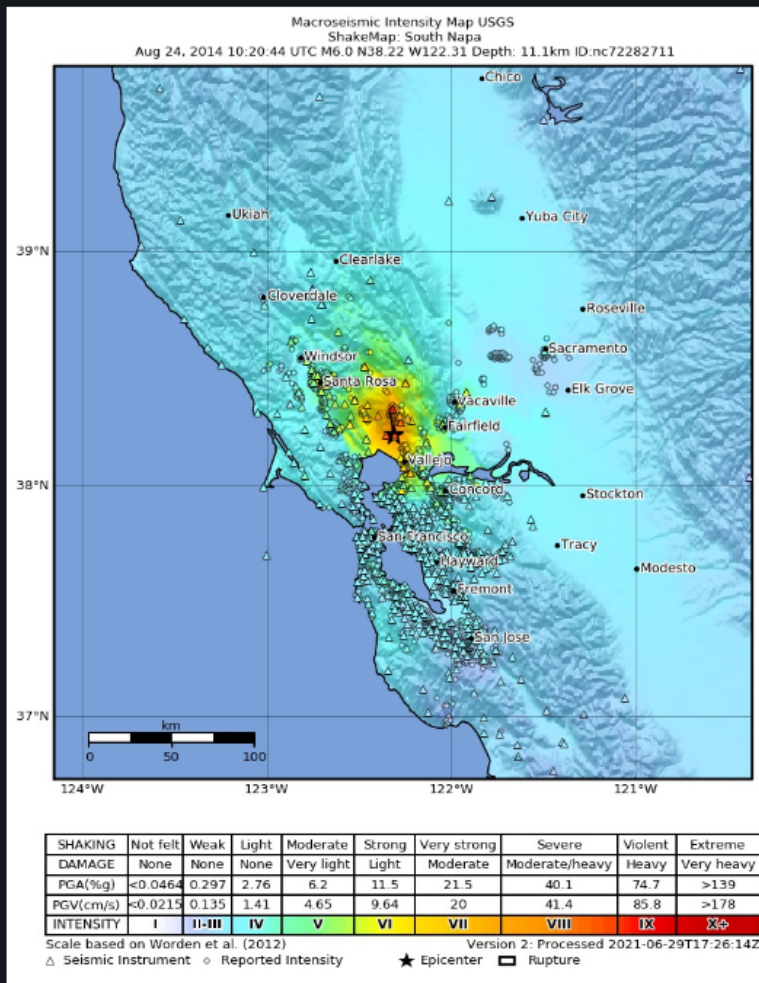 Macroseismic Intensity Map USGS
ShakeMap: South Napa
Aug 24, 2014 10:20:44 UTC M6.0 N38.22 W122.31 Depth: 11.1km ID:nc72282711
Chico
Ukiah
Yuba City
39°N
Clearlake
Cloverdale
Roseville
Windsor
Sacramento
Santa Rosa
Elk Grove
Vacaville
Fairfield
Vallejo
38°N
Concord
Stockton
San Francisco
Tracy
Hayward
Modesto
Fremont
San Jose
37°N
km
0 50 100
124°W 123°W 122°W 121°W
SHAKING Not felt Weak Light Moderate Strong Very strong Severe Violent Extreme
DAMAGE None None None Very light Light Moderate Moderate/heavy Heavy Very heavy
PGA(%g) <0.0464 0.297 2.76 6.2 11.5 21.5 40.1 74.7 >139
PGV(cm/s) <0.0215 0.135 1.41 4.65 9.64 20 41.4 85.8 >178
INTENSITY I II-III IV V VI VII VIII IX X+
Scale based on Worden et al. (2012) Version 2: Processed 2021-06-29T17:26:14Z
Seismic Instrument Reported Intensity Epicenter Rupture